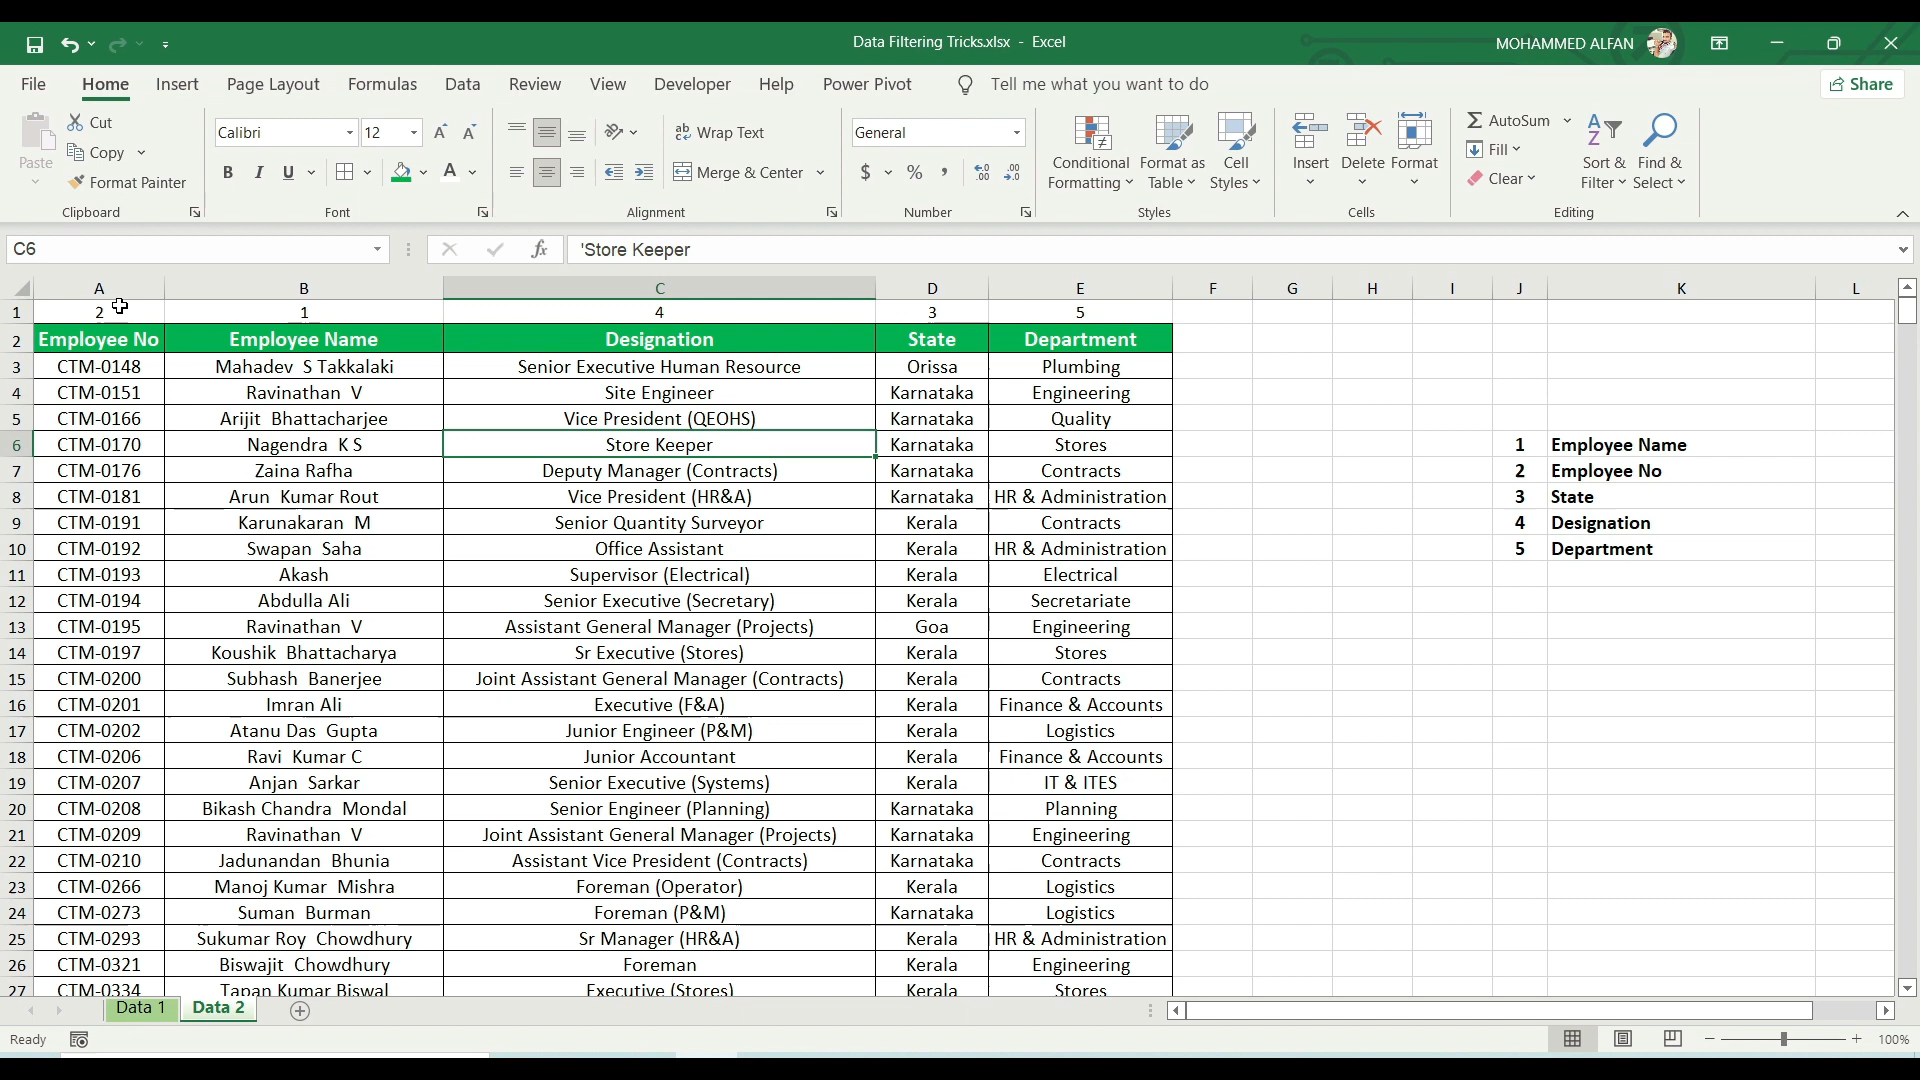 Data Filtering Tricks.xlsx - Excel
MOHAMMED ALFAN
File Home Insert Page Layout Formulas Data Review View Developer Help Power Pivot Tell me what you want to do Share
Paste
Cut
Copy
Format Painter
Clipboard
Calibri 12
B I U
Font
Wrap Text
Merge & Center
Alignment
General
$ % ,
Number
Conditional Formatting
Format as Table
Cell Styles
Styles
Insert
Delete
Format
Cells
AutoSum
Fill
Clear
Sort & Filter
Find & Select
Editing
C6 fx 'Store Keeper
A B C D E F G H I J K L
1 2 1 4 3 5
2 Employee No Employee Name Designation State Department
3 CTM-0148 Mahadev S Takkalaki Senior Executive Human Resource Orissa Plumbing
4 CTM-0151 Ravinathan V Site Engineer Karnataka Engineering
5 CTM-0166 Arijit Bhattacharjee Vice President (QEOHS) Karnataka Quality
6 CTM-0170 Nagendra K S Store Keeper Karnataka Stores 1 Employee Name
7 CTM-0176 Zaina Rafha Deputy Manager (Contracts) Karnataka Contracts 2 Employee No
8 CTM-0181 Arun Kumar Rout Vice President (HR&A) Karnataka HR & Administration 3 State
9 CTM-0191 Karunakaran M Senior Quantity Surveyor Kerala Contracts 4 Designation
10 CTM-0192 Swapan Saha Office Assistant Kerala HR & Administration 5 Department
11 CTM-0193 Akash Supervisor (Electrical) Kerala Electrical
12 CTM-0194 Abdulla Ali Senior Executive (Secretary) Kerala Secretariate
13 CTM-0195 Ravinathan V Assistant General Manager (Projects) Goa Engineering
14 CTM-0197 Koushik Bhattacharya Sr Executive (Stores) Kerala Stores
15 CTM-0200 Subhash Banerjee Joint Assistant General Manager (Contracts) Kerala Contracts
16 CTM-0201 Imran Ali Executive (F&A) Kerala Finance & Accounts
17 CTM-0202 Atanu Das Gupta Junior Engineer (P&M) Kerala Logistics
18 CTM-0206 Ravi Kumar C Junior Accountant Kerala Finance & Accounts
19 CTM-0207 Anjan Sarkar Senior Executive (Systems) Kerala IT & ITES
20 CTM-0208 Bikash Chandra Mondal Senior Engineer (Planning) Karnataka Planning
21 CTM-0209 Ravinathan V Joint Assistant General Manager (Projects) Karnataka Engineering
22 CTM-0210 Jadunandan Bhunia Assistant Vice President (Contracts) Karnataka Contracts
23 CTM-0266 Manoj Kumar Mishra Foreman (Operator) Kerala Logistics
24 CTM-0273 Suman Burman Foreman (P&M) Karnataka Logistics
25 CTM-0293 Sukumar Roy Chowdhury Sr Manager (HR&A) Kerala HR & Administration
26 CTM-0321 Biswajit Chowdhury Foreman Kerala Engineering
27 CTM-0334 Tapan Kumar Biswal Executive (Stores) Kerala Stores
Data 1 Data 2
Ready 100%